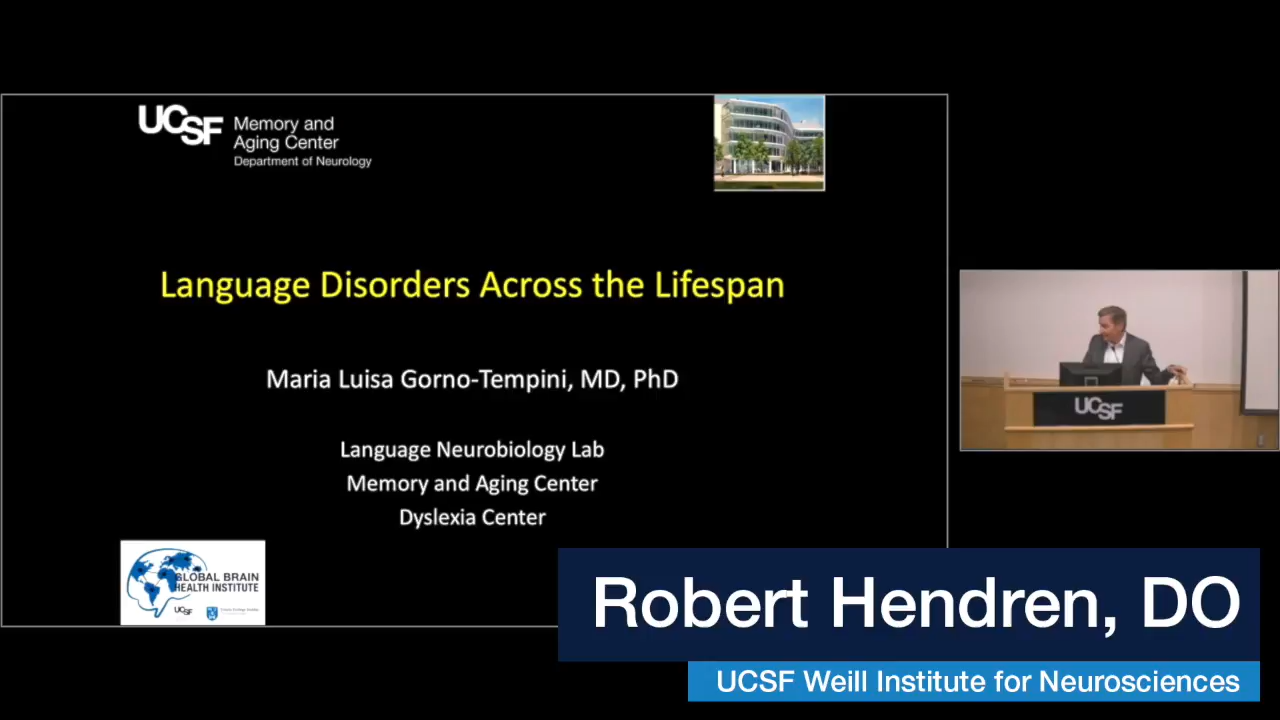 UCSF Memory and
Aging Center
Department of Neurology
Language Disorders Across the Lifespan
Maria Luisa Gorno-Tempini, MD, PhD
Language Neurobiology Lab
Memory and Aging Center
Dyslexia Center
GLOBAL BRAIN
HEALTH INSTITUTE
UCSF
UCSF
Robert Hendren, DO
UCSF Weill Institute for Neurosciences